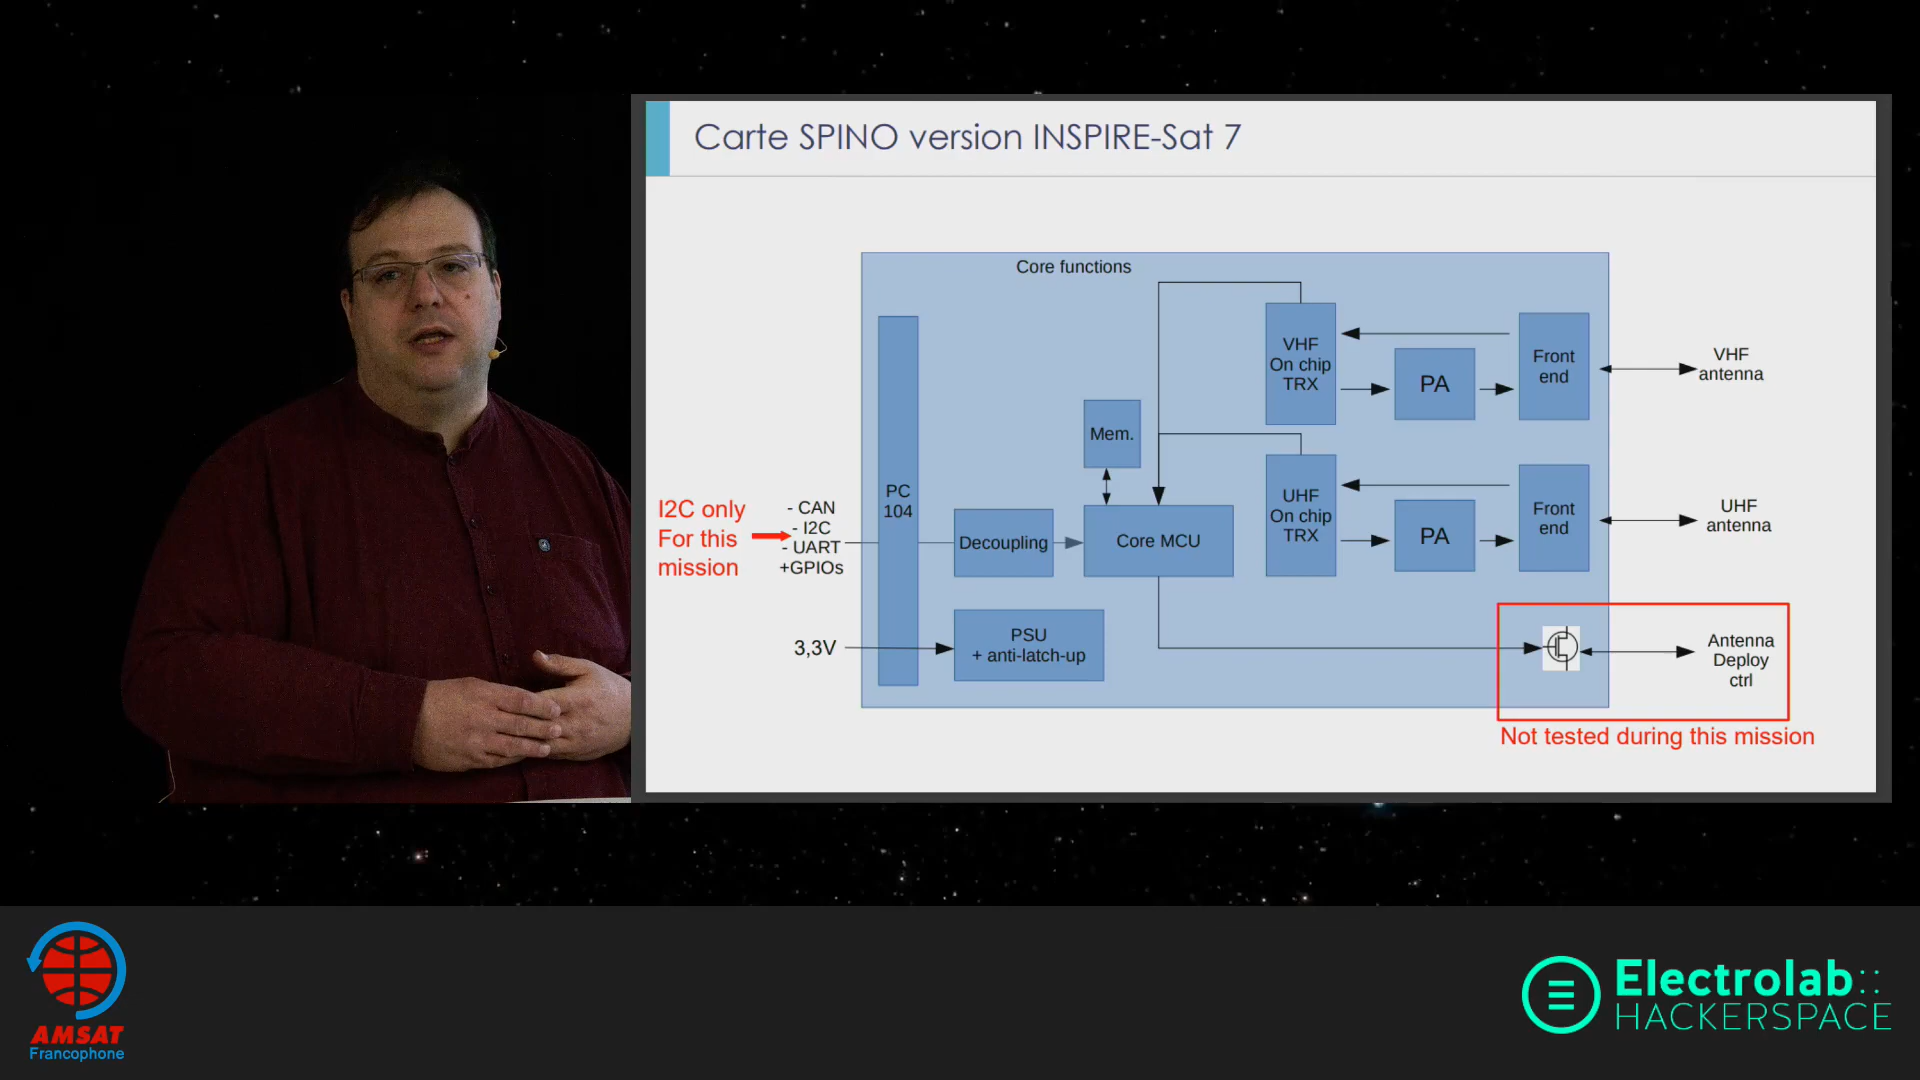 Carte SPINO version INSPIRE-Sat 7
Core functions
VHF
On chip
TRX
PA
Front
end
VHF
antenna
Mem.
PC
104
I2C only
For this
mission
- CAN
- I2C
- UART
+GPIOs
Decoupling
Core MCU
UHF
On chip
TRX
PA
Front
end
UHF
antenna
3,3V
PSU
+ anti-latch-up
Antenna
Deploy
ctrl
Not tested during this mission
AMSAT
Francophone
Electrolab::
HACKERSPACE